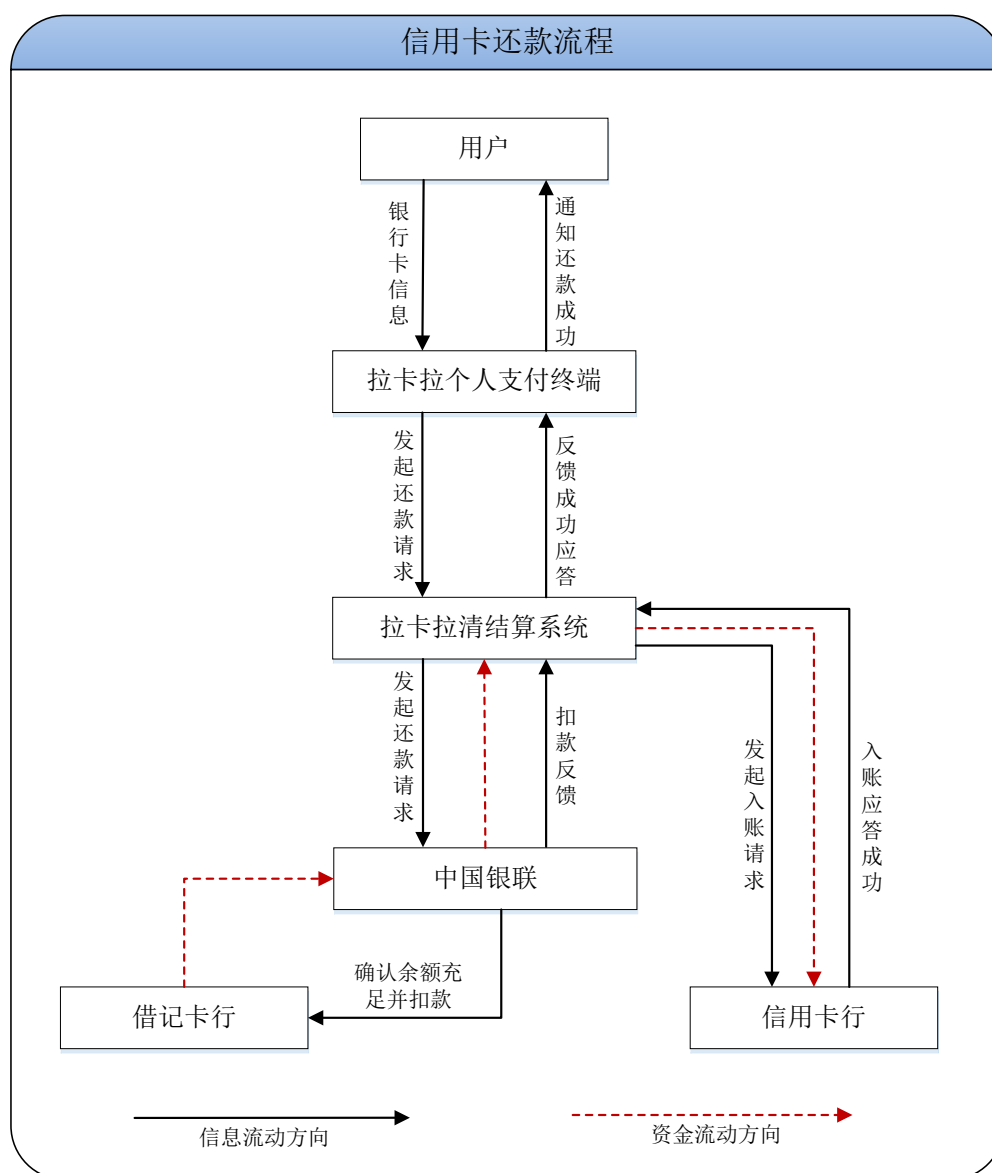 信用卡还款流程
用户
银行卡信息
通知还款成功
拉卡拉个人支付终端
发起还款请求
反馈成功应答
拉卡拉清结算系统
发起还款请求
扣款反馈
发起入账请求
入账应答成功
中国银联
确认余额充
足并扣款
借记卡行
信用卡行
信息流动方向
资金流动方向